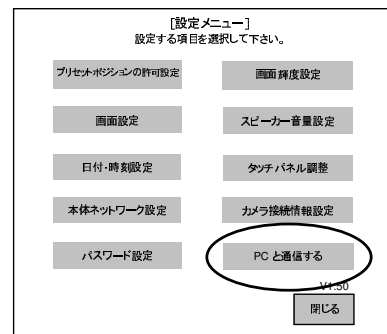 [設定メニュー]
設定する項目を選択して下さい。
プリセットポジションの許可設定
画面輝度設定
画面設定
スピーカー音量設定
日付・時刻設定
タッチパネル調整
本体ネットワーク設定
カメラ接続情報設定
パスワード設定
PC と通信する
V1.50
閉じる